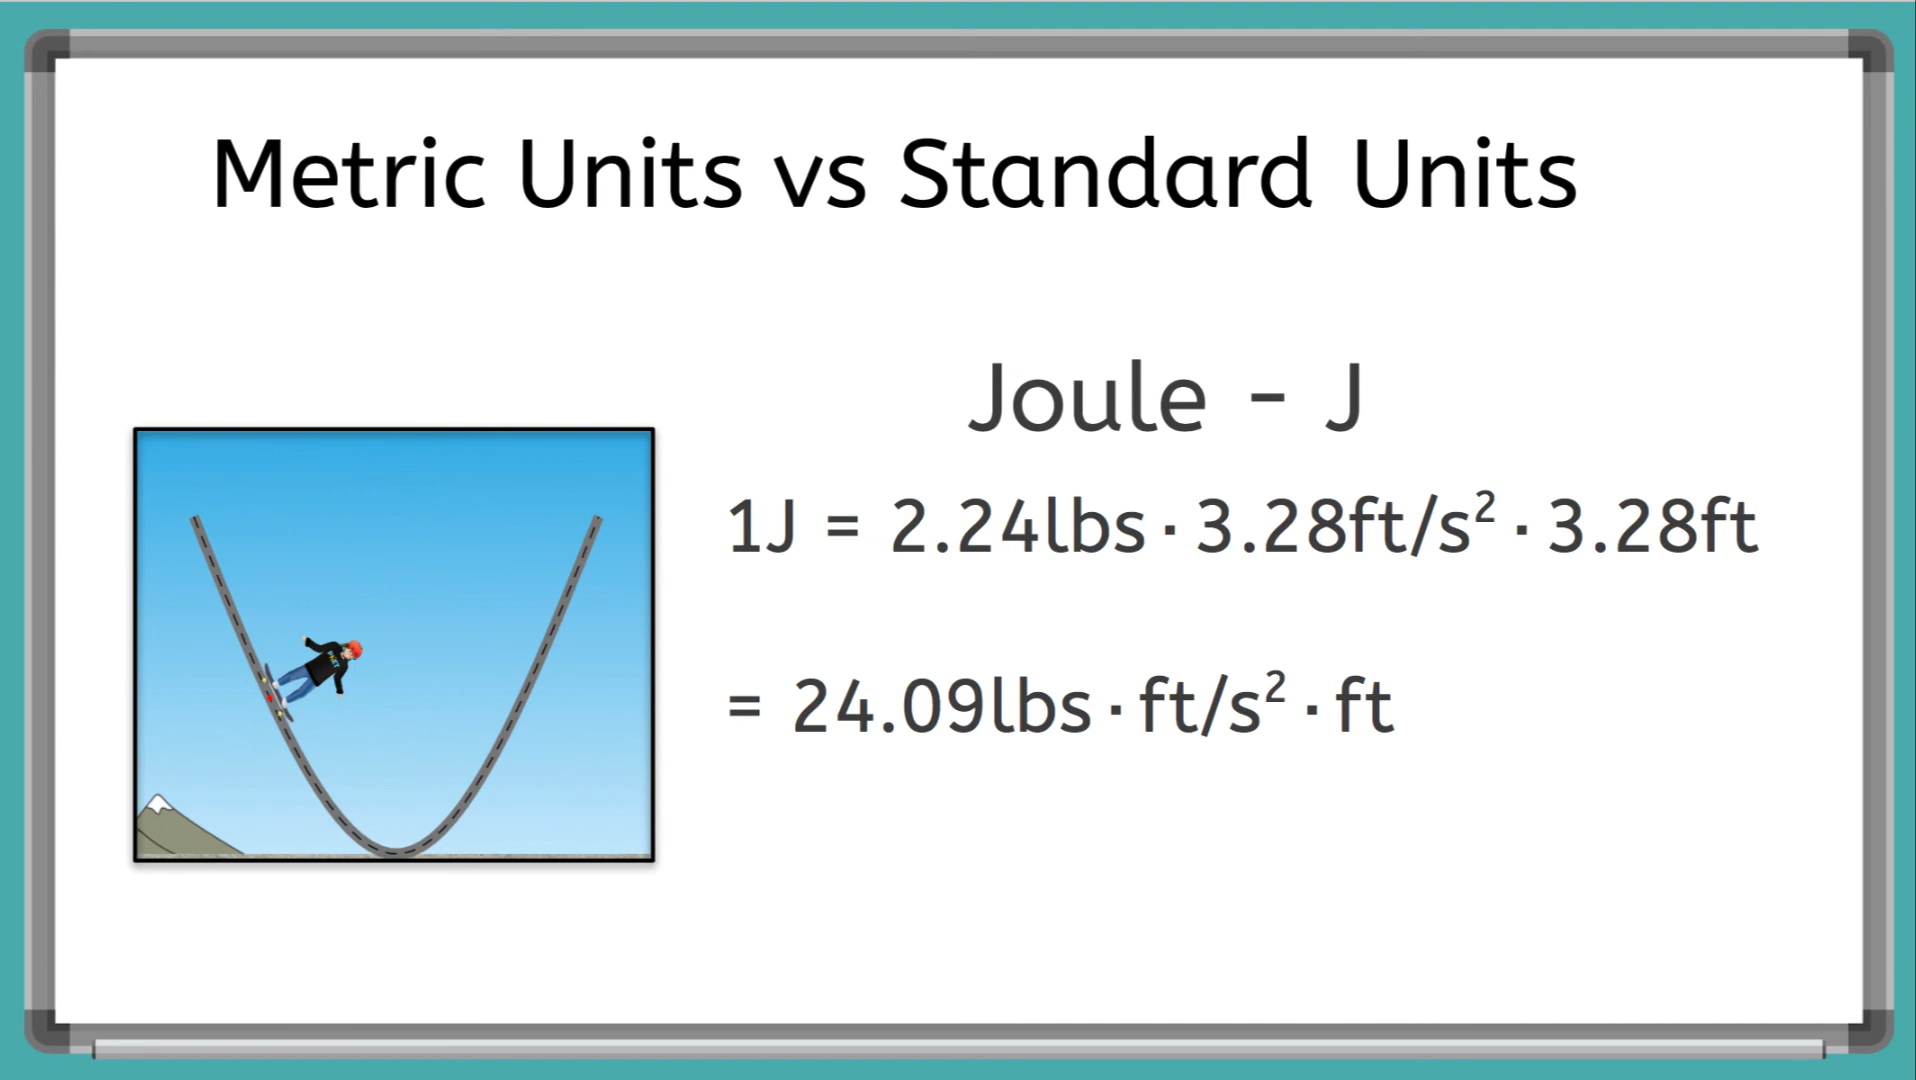 Metric Units vs Standard Units
Joule - J
1J = 2.24lbs · 3.28ft/s² · 3.28ft
= 24.09lbs · ft/s² · ft